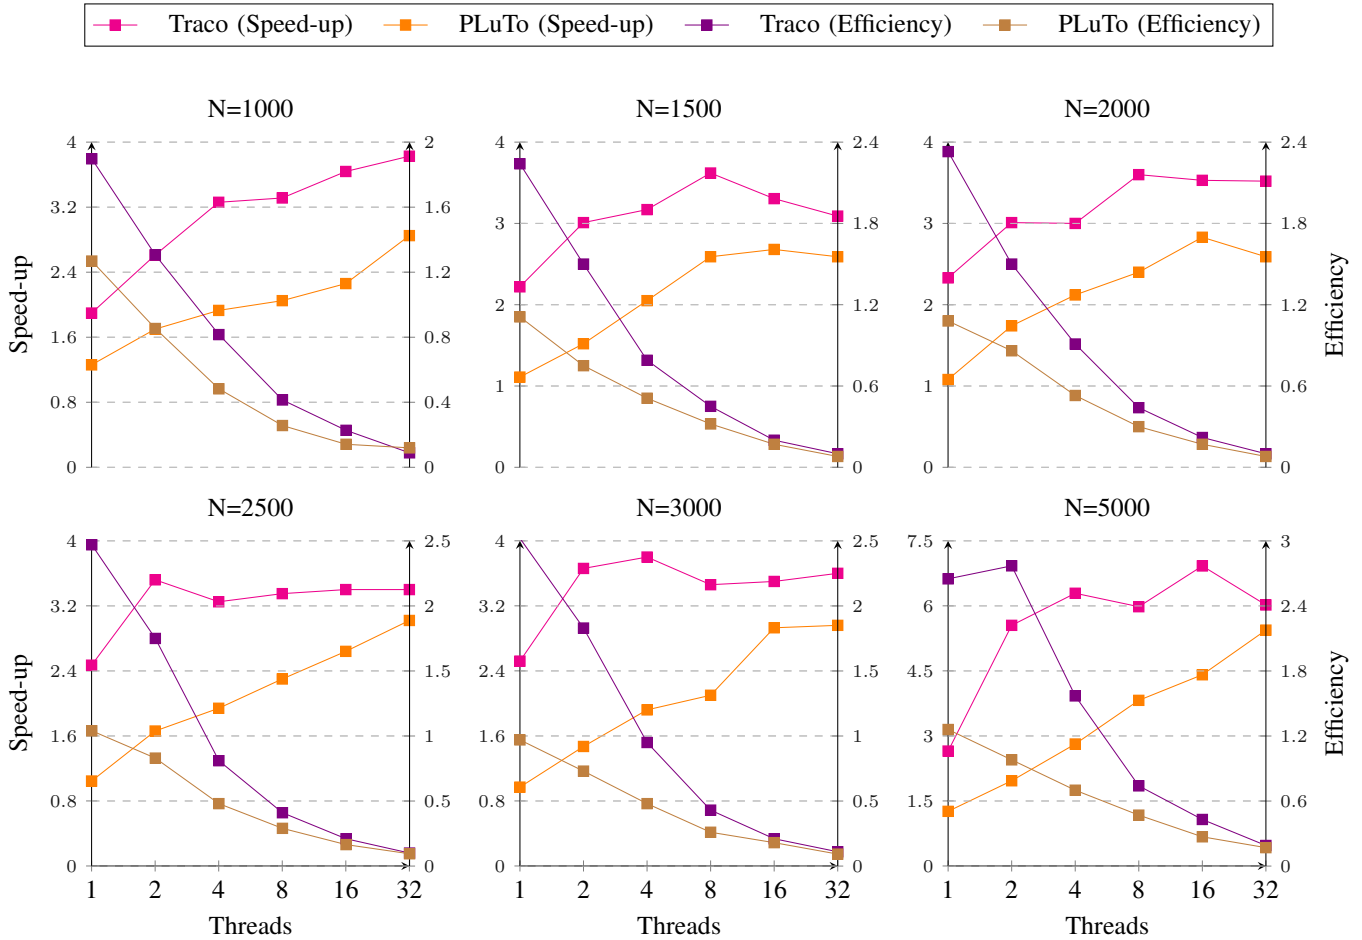 Traco (Speed-up) PLuTo (Speed-up) Traco (Efficiency) PLuTo (Efficiency)
N=1000 N=1500 N=2000
4 2 4 2.4 4 2.4
3.2 1.6 3 1.8 3 1.8
2.4 1.2 2 1.2 2 1.2
1.6 0.8 1 0.6 1 0.6
0.8 0.4
0 0 0 0 0 0
Speed-up
Efficiency
N=2500 N=3000 N=5000
4 2.5 4 2.5 7.5 3
3.2 2 3.2 2 6 2.4
2.4 1.5 2.4 1.5 4.5 1.8
1.6 1 1.6 1 3 1.2
0.8 0.5 0.8 0.5 1.5 0.6
0 0 0 0 0 0
Speed-up
Efficiency
1 2 4 8 16 32 1 2 4 8 16 32 1 2 4 8 16 32
Threads Threads Threads